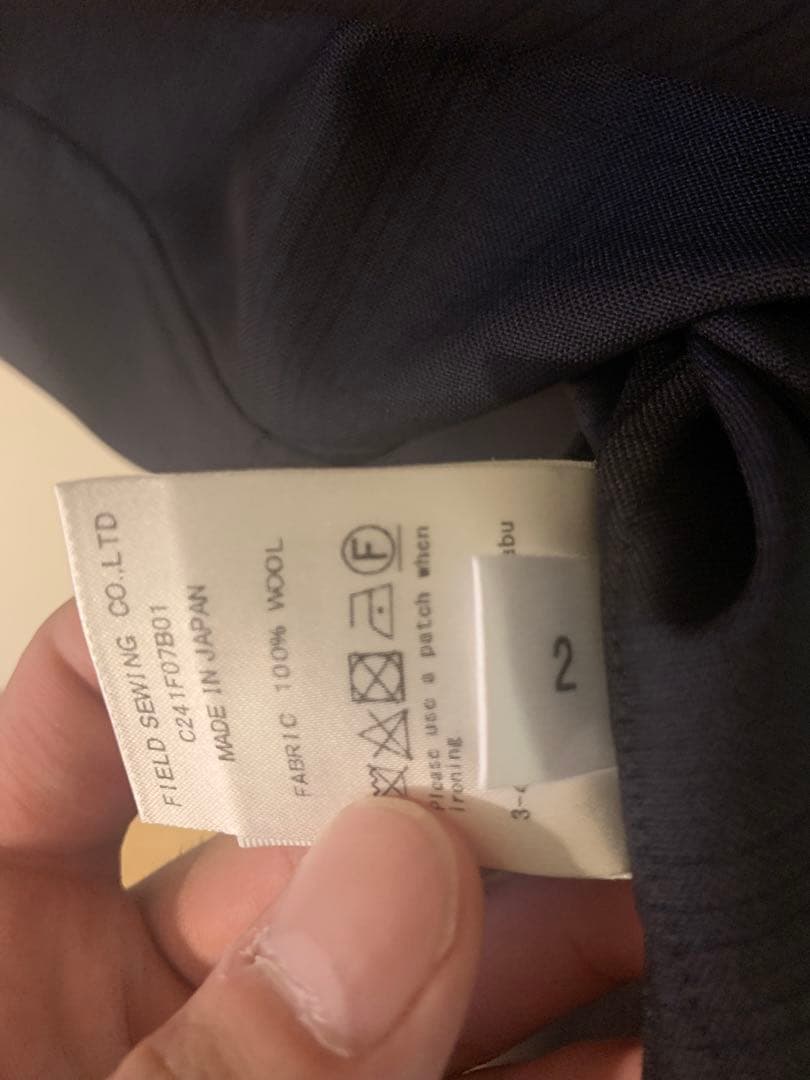 FIELD SEWING CO.,LTD
C241F07B01
MADE IN JAPAN
FABRIC 100% WOOL
F
Please use a patch when
ironing
2